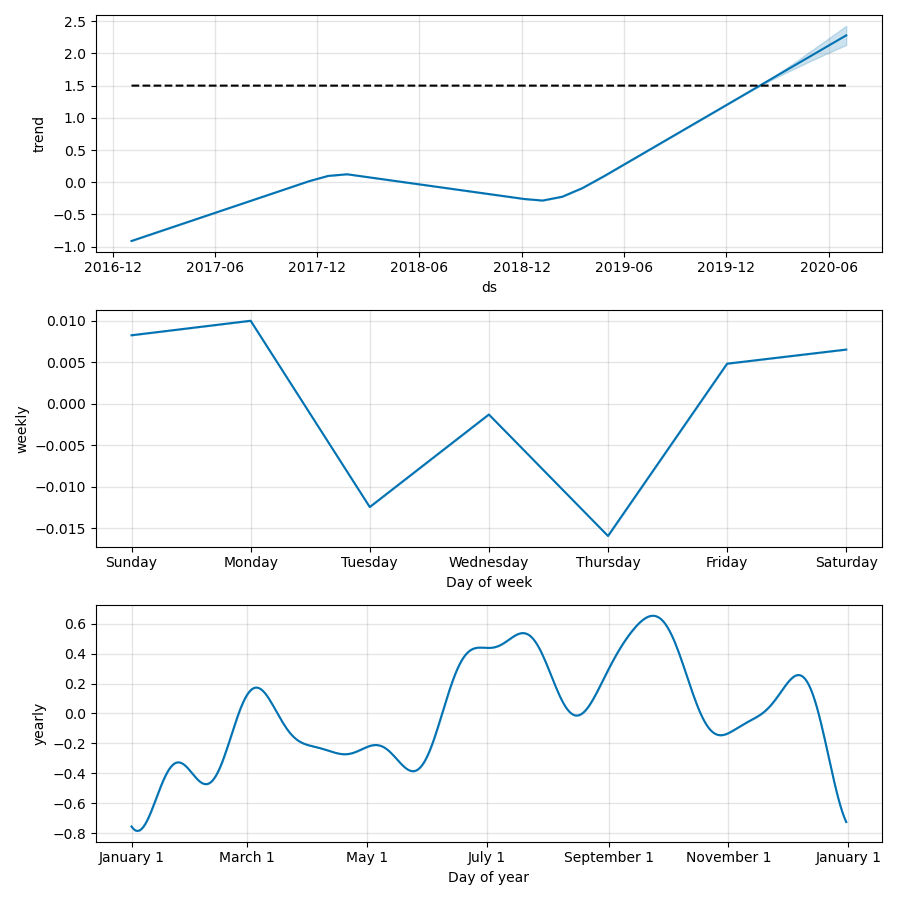 2.5
2.0
1.5
1.0
0.5
0.0
−0.5
−1.0
trend
2016-12 2017-06 2017-12 2018-06 2018-12 2019-06 2019-12 2020-06
ds
0.010
0.005
0.000
−0.005
−0.010
−0.015
weekly
Sunday Monday Tuesday Wednesday Thursday Friday Saturday
Day of week
0.6
0.4
0.2
0.0
−0.2
−0.4
−0.6
−0.8
yearly
January 1 March 1 May 1 July 1 September 1 November 1 January 1
Day of year